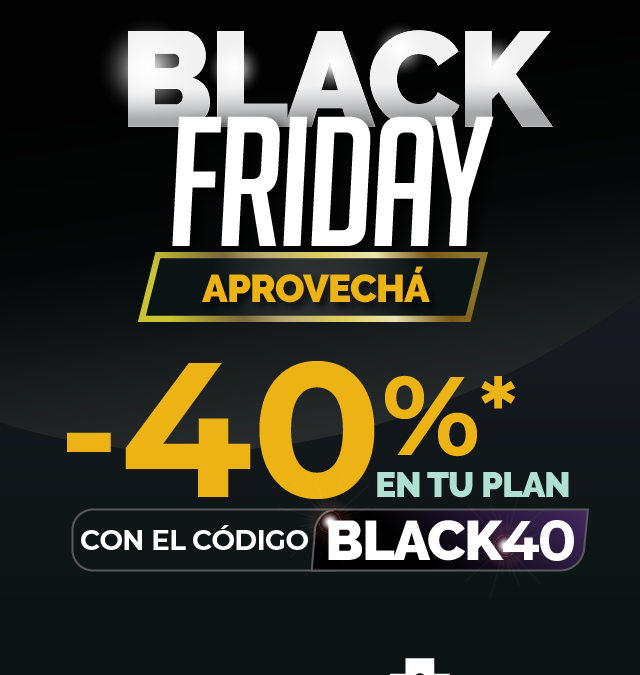 BLACK
FRIDAY
APROVECHÁ
-40%*
EN TU PLAN
CON EL CÓDIGO BLACK40